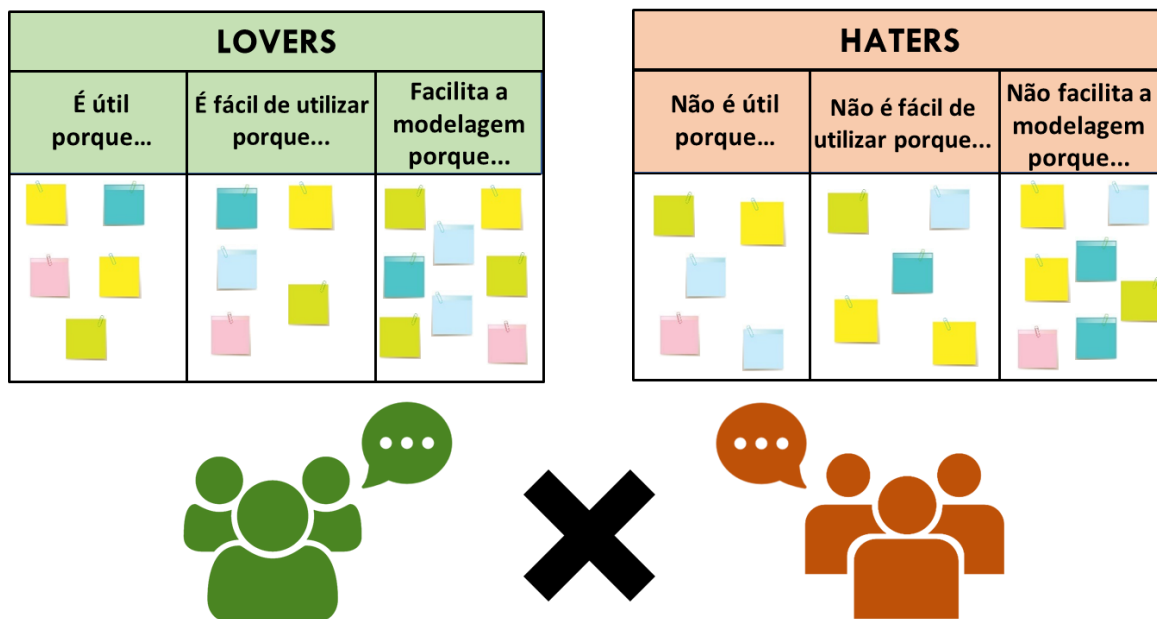 LOVERS
É útil
porque...
É fácil de utilizar
porque...
Facilita a
modelagem
porque...
HATERS
Não é útil
porque...
Não é fácil de
utilizar porque...
Não facilita a
modelagem
porque...